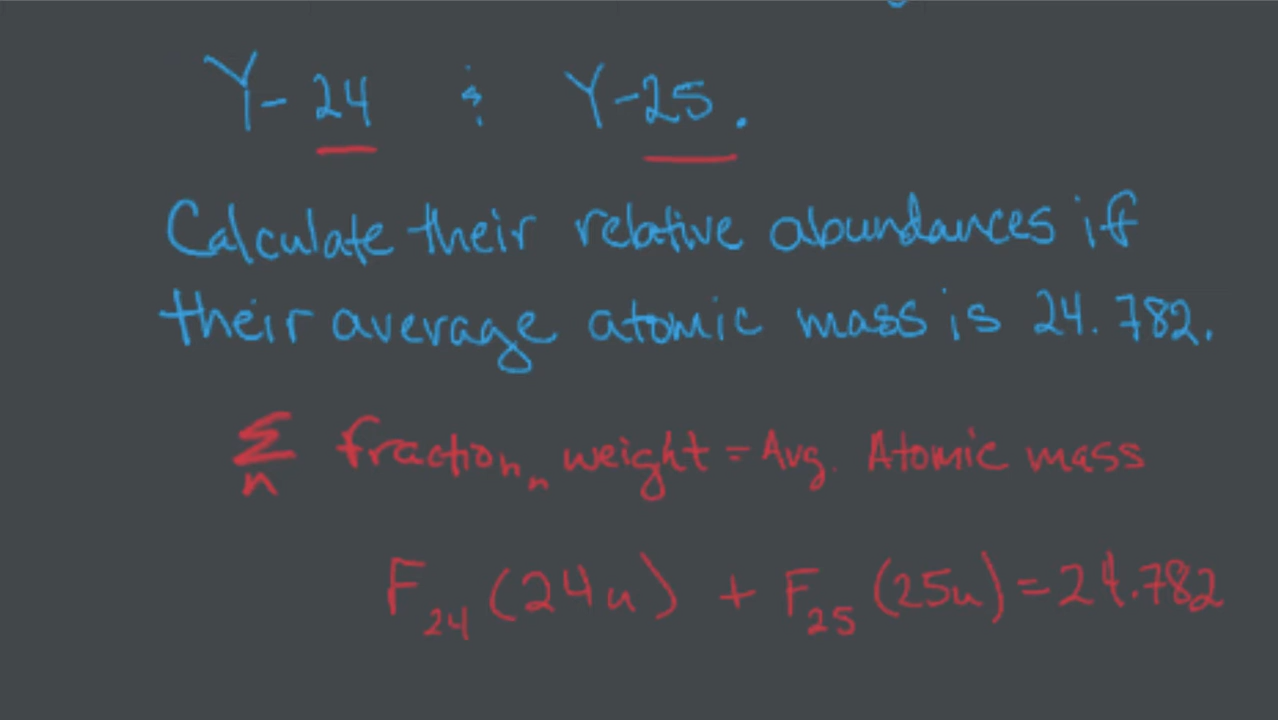 Y-24 & Y-25.
Calculate their relative abundances if
their average atomic mass is 24.782.
Σ fractionₙ weight = Avg. Atomic mass
n
F₂₄ (24u) + F₂₅ (25u) = 24.782